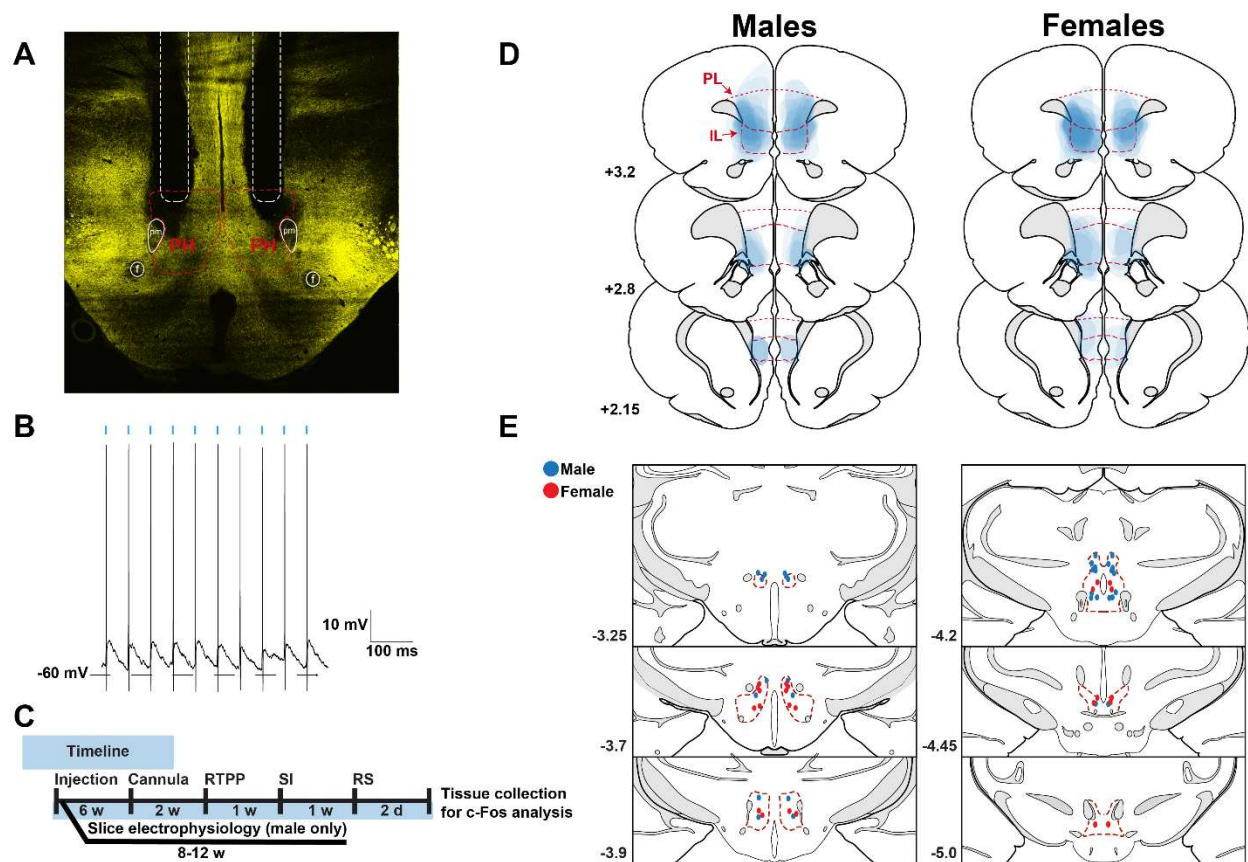 A
PH
PH
pm
pm
f
f
B
-60 mV
10 mV
100 ms
C
Timeline
Injection Cannula RTPP SI RS
6 w 2 w 1 w 1 w 2 d
Tissue collection
for c-Fos analysis
Slice electrophysiology (male only)
8-12 w
D
Males
Females
PL
IL
+3.2
+2.8
+2.15
E
Male
Female
-3.25
-3.7
-3.9
-4.2
-4.45
-5.0